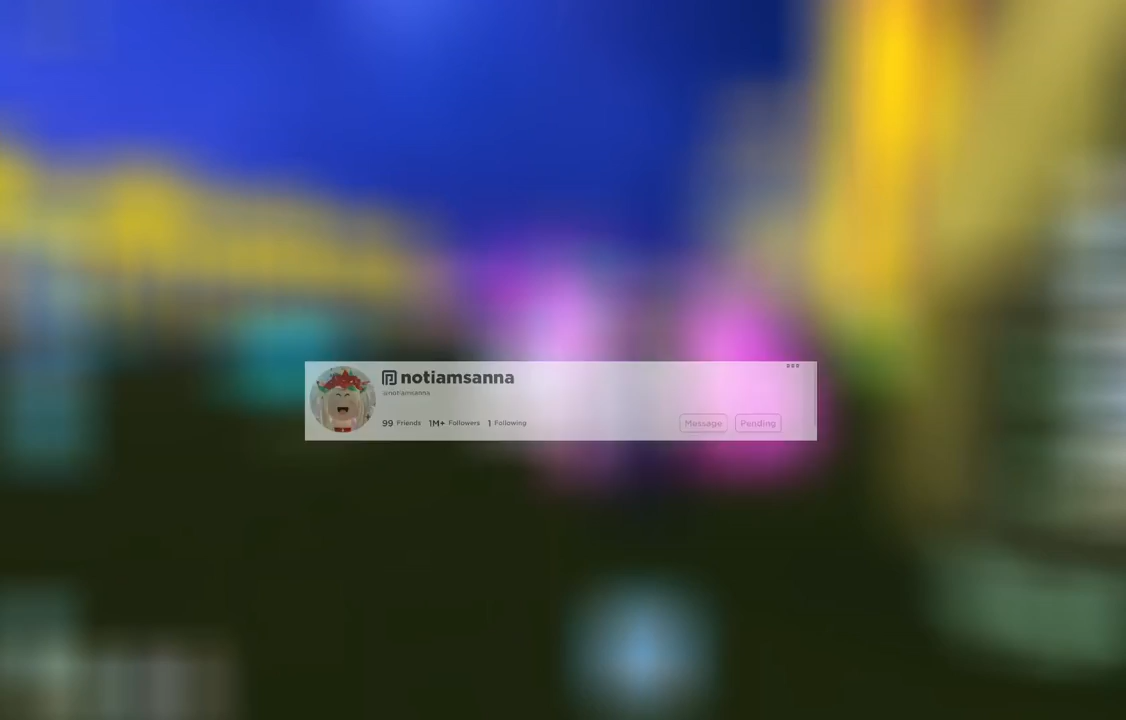 notiamsanna
@notiamsanna
99 Friends 1M+ Followers 1 Following
Message Pending